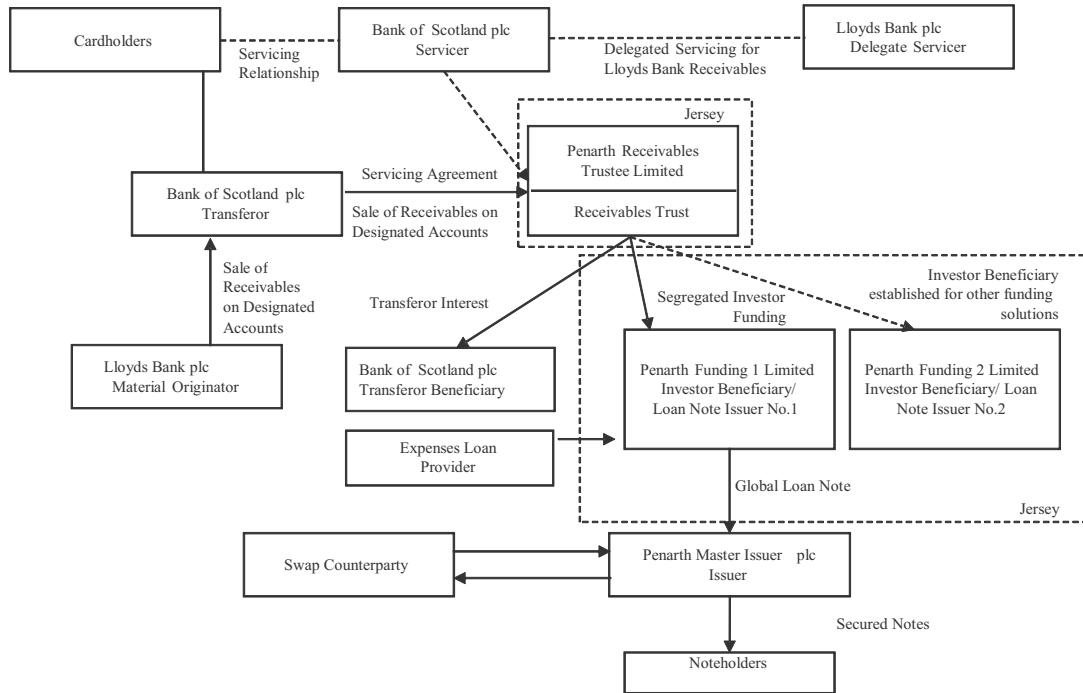 Cardholders
Servicing
Relationship
Bank of Scotland plc
Servicer
Delegated Servicing for
Lloyds Bank Receivables
Lloyds Bank plc
Delegate Servicer
Jersey
Penarth Receivables
Trustee Limited
Receivables Trust
Bank of Scotland plc
Transferor
Servicing Agreement
Sale of Receivables on
Designated Accounts
Sale of
Receivables
on Designated
Accounts
Lloyds Bank plc
Material Originator
Transferor Interest
Segregated Investor
Funding
Investor Beneficiary
established for other funding
solutions
Bank of Scotland plc
Transferor Beneficiary
Penarth Funding 1 Limited
Investor Beneficiary/
Loan Note Issuer No.1
Penarth Funding 2 Limited
Investor Beneficiary/ Loan
Note Issuer No.2
Expenses Loan
Provider
Global Loan Note
Jersey
Swap Counterparty
Penarth Master Issuer plc
Issuer
Secured Notes
Noteholders